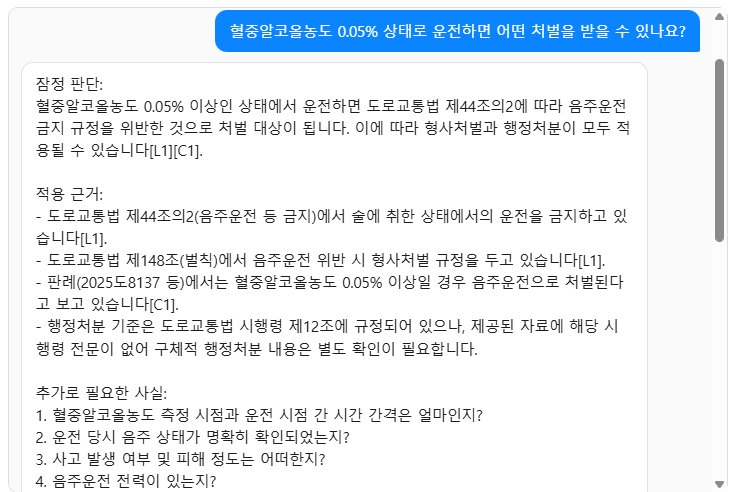 혈중알코올농도 0.05% 상태로 운전하면 어떤 처벌을 받을 수 있나요?
잠정 판단:
혈중알코올농도 0.05% 이상인 상태에서 운전하면 도로교통법 제44조의2에 따라 음주운전
금지 규정을 위반한 것으로 처벌 대상이 됩니다. 이에 따라 형사처벌과 행정처분이 모두 적
용될 수 있습니다[L1][C1].
적용 근거:
- 도로교통법 제44조의2(음주운전 등 금지)에서 술에 취한 상태에서의 운전을 금지하고 있
습니다[L1].
- 도로교통법 제148조(벌칙)에서 음주운전 위반 시 형사처벌 규정을 두고 있습니다[L1].
- 판례(2025도8137 등)에서는 혈중알코올농도 0.05% 이상일 경우 음주운전으로 처벌된다
고 보고 있습니다[C1].
- 행정처분 기준은 도로교통법 시행령 제12조에 규정되어 있으나, 제공된 자료에 해당 시
행령 전문이 없어 구체적 행정처분 내용은 별도 확인이 필요합니다.
추가로 필요한 사실:
1. 혈중알코올농도 측정 시점과 운전 시점 간 시간 간격은 얼마인지?
2. 운전 당시 음주 상태가 명확히 확인되었는지?
3. 사고 발생 여부 및 피해 정도는 어떠한지?
4. 음주운전 전력이 있는지?